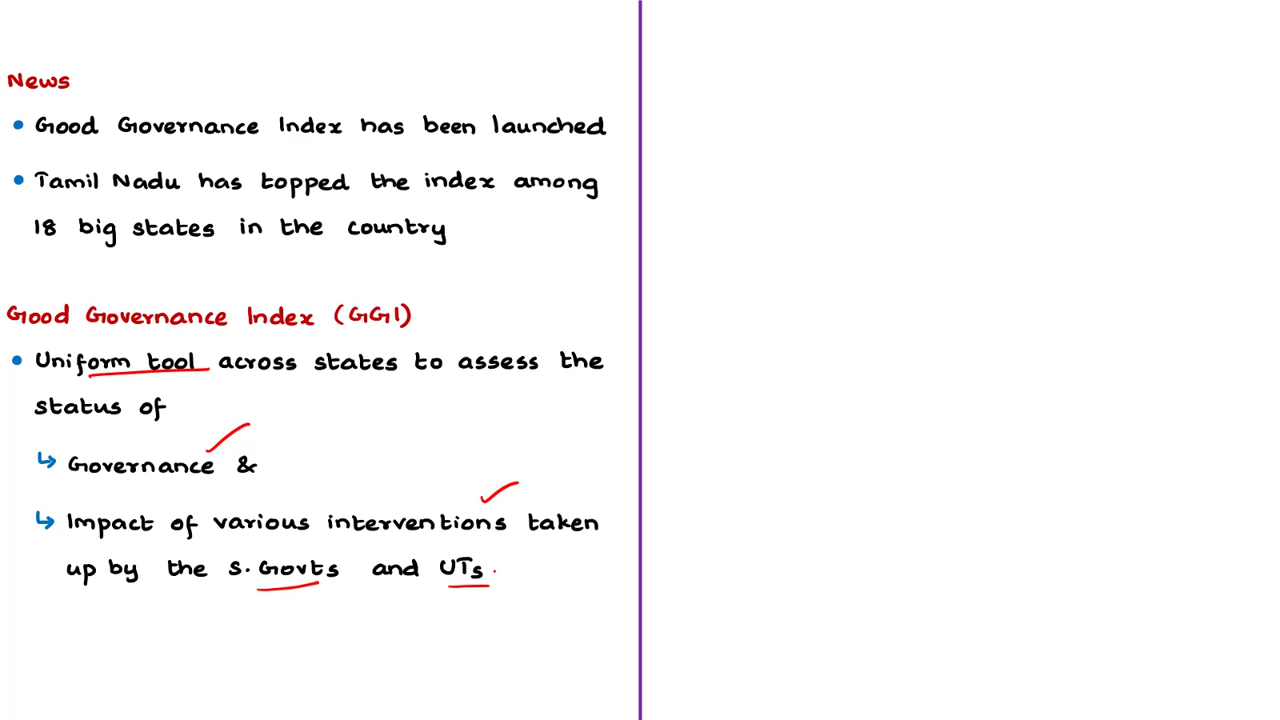 News
• Good Governance Index has been launched
• Tamil Nadu has topped the index among
18 big states in the country
Good Governance Index (GGI)
• Uniform tool across states to assess the
status of
↳ Governance &
↳ Impact of various interventions taken
up by the S. Govts and UTs.